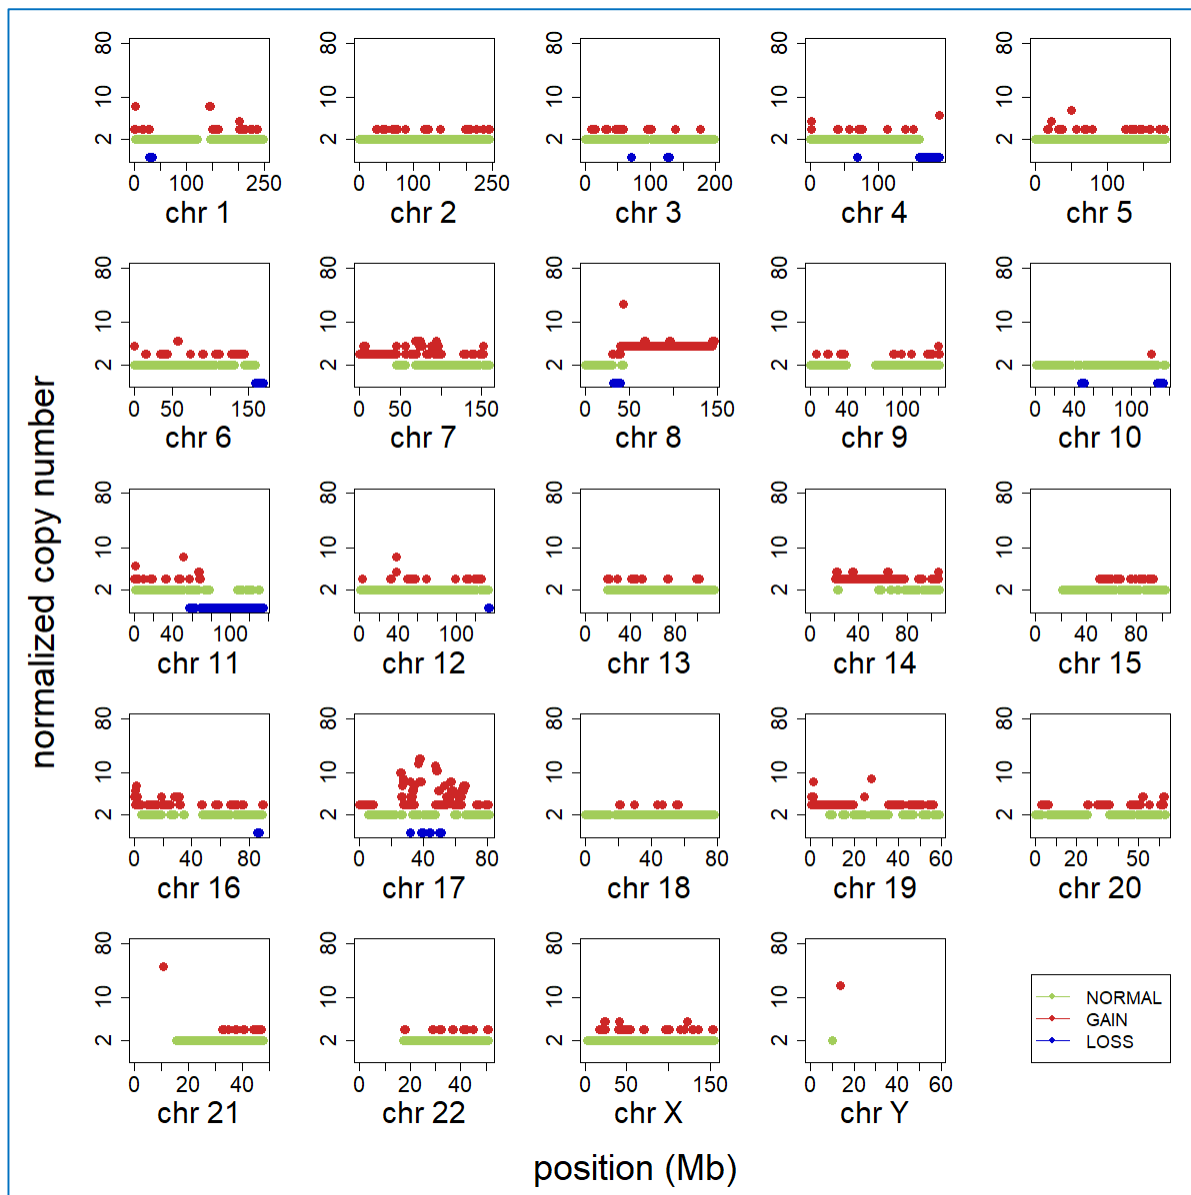 80 80 80 80 80
10 10 10 10 10
2 2 2 2 2
0 100 250 0 100 250 0 100 200 0 100 0 100
chr 1 chr 2 chr 3 chr 4 chr 5
80 80 80 80 80
10 10 10 10 10
2 2 2 2 2
0 50 150 0 50 150 0 50 150 0 40 100 0 40 100
chr 6 chr 7 chr 8 chr 9 chr 10
normalized copy number
80 80 80 80 80
10 10 10 10 10
2 2 2 2 2
0 40 100 0 40 100 0 40 80 0 40 80 0 40 80
chr 11 chr 12 chr 13 chr 14 chr 15
80 80 80 80 80
10 10 10 10 10
2 2 2 2 2
0 40 80 0 40 80 0 40 80 0 20 40 60 0 20 50
chr 16 chr 17 chr 18 chr 19 chr 20
80 80 80 80
10 10 10 10
2 2 2 2
0 20 40 0 20 40 0 50 150 0 20 40 60
chr 21 chr 22 chr X chr Y
NORMAL
GAIN
LOSS
position (Mb)